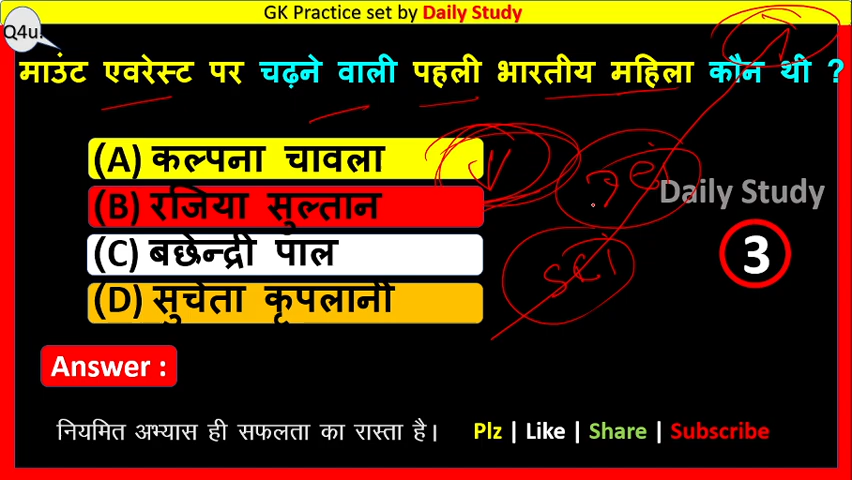 GK Practice set by Daily Study
Q4u!
माउंट एवरेस्ट पर चढ़ने वाली पहली भारतीय महिला कौन थी ?
(A) कल्पना चावला
(B) रजिया सुल्तान
(C) बछेन्द्री पाल
(D) सुचेता कृपलानी
Daily Study
3
Answer :
नियमित अभ्यास ही सफलता का रास्ता है।
Plz | Like | Share | Subscribe